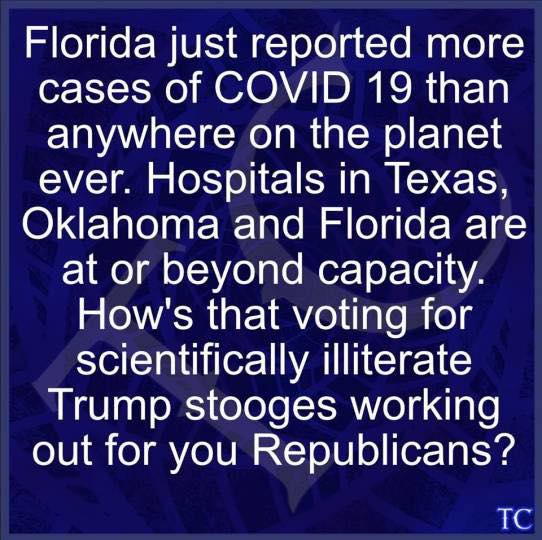 Florida just reported more
cases of COVID 19 than
anywhere on the planet
ever. Hospitals in Texas,
Oklahoma and Florida are
at or beyond capacity.
How's that voting for
scientifically illiterate
Trump stooges working
out for you Republicans?
TC